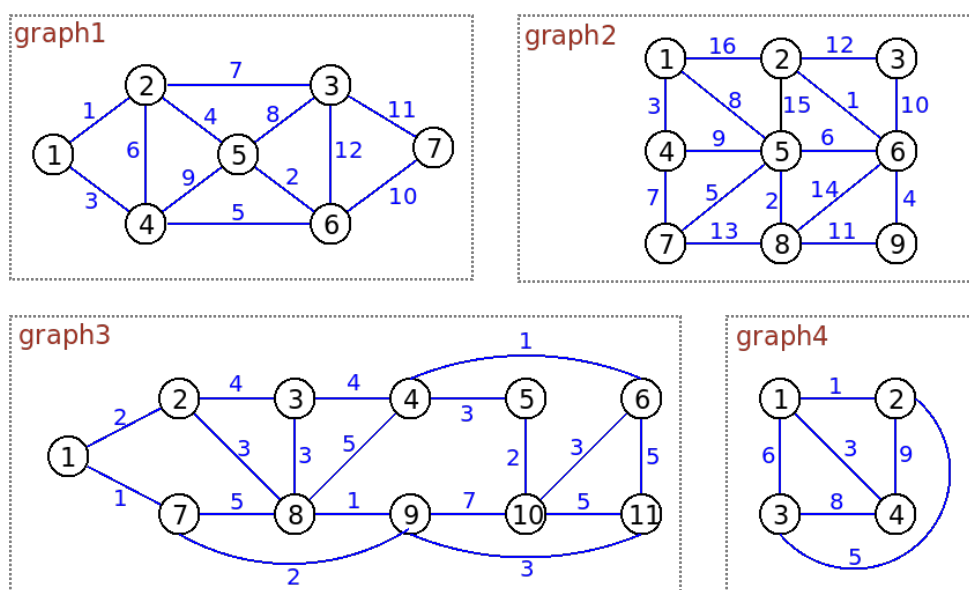 graph1
7
2 3
1 4 8 11
1 6 5 12 7
3 9 2 10
4 5 6
graph2
1 16 2 12 3
3 8 15 1 10
4 9 5 6 6
7 5 2 14 4
7 13 8 11 9
graph3
1
2 4 3 4 4 3 5 6
2 3 3 5 2 3 5
1
1 5 1 7 5
7 8 9 10 11
2 3
graph4
1 1 2
6 3 9
3 8 4
5